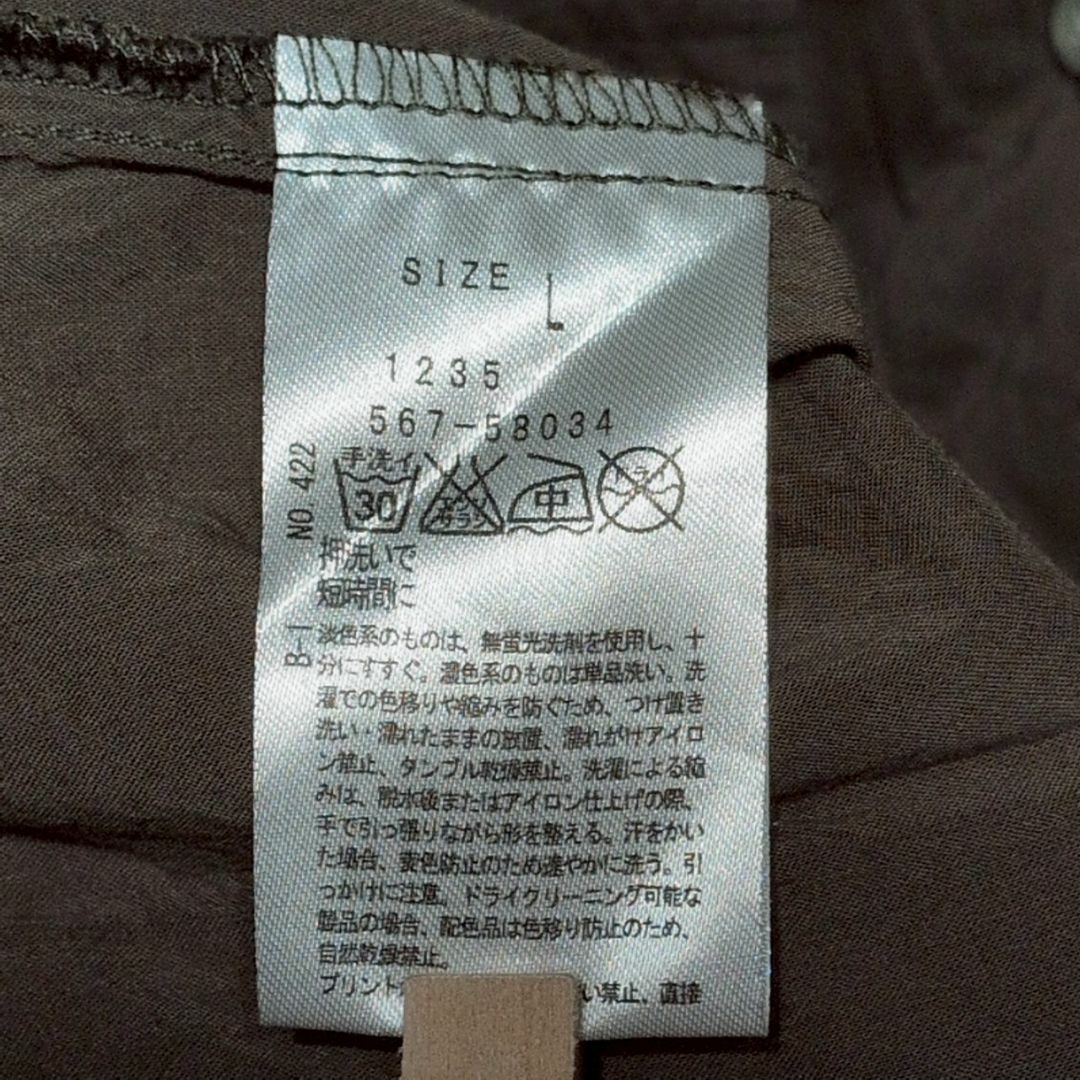 SIZE L
1235
567-58034
NO. 422
手洗イ
30
中
ドライ
押洗いで
短時間に
B-1
淡色系のものは、無蛍光洗剤を使用し、十
分にすすぐ。濃色系のものは単品洗い。洗
濯での色移りや縮みを防ぐため、つけ置き
洗い・濡れたままの放置、濡れがけアイロ
ン禁止、タンブル乾燥禁止。洗濯による縮
みは、脱水後またはアイロン仕上げの際、
手で引っ張りながら形を整える。汗をかい
た場合、変色防止のため速やかに洗う。引
っかけに注意。ドライクリーニング可能な
製品の場合、配色品は色移り防止のため、
自然乾燥禁止。
プリント い禁止、直接